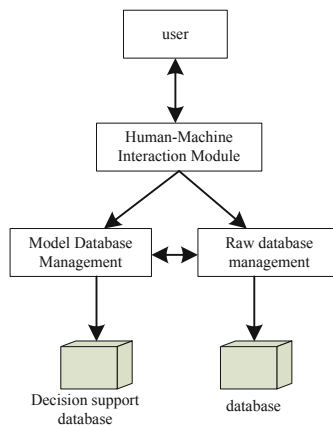 user
Human-Machine
Interaction Module
Model Database
Management
Raw database
management
Decision support
database
database